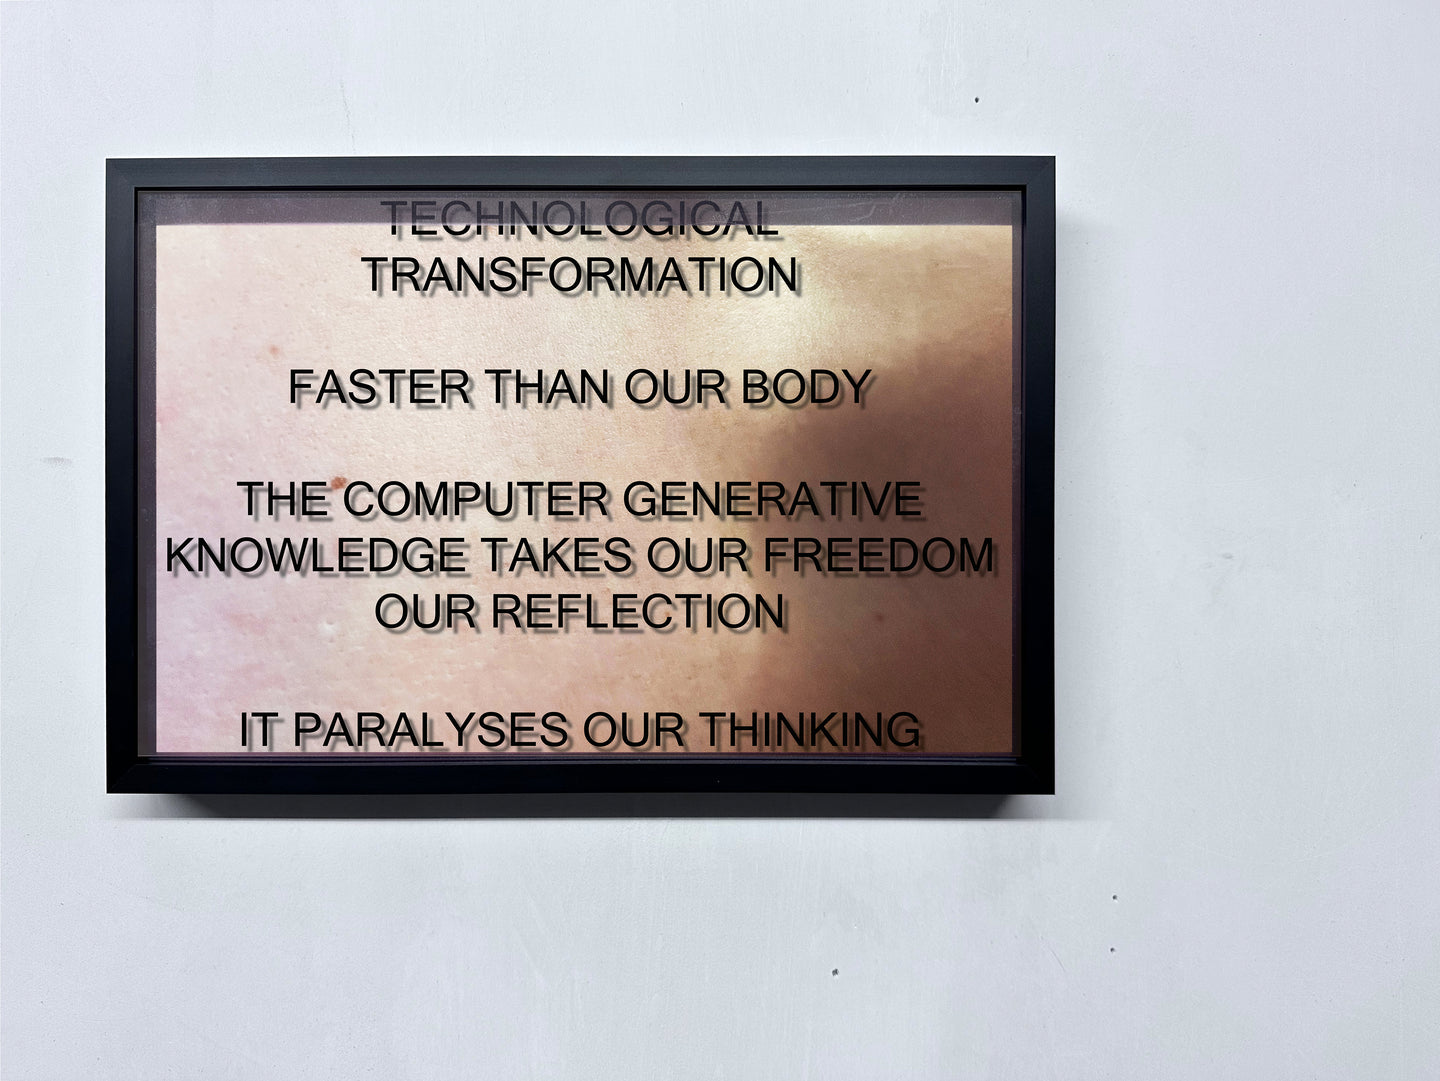 TECHNOLOGICAL
TRANSFORMATION
FASTER THAN OUR BODY
THE COMPUTER GENERATIVE
KNOWLEDGE TAKES OUR FREEDOM
OUR REFLECTION
IT PARALYSES OUR THINKING